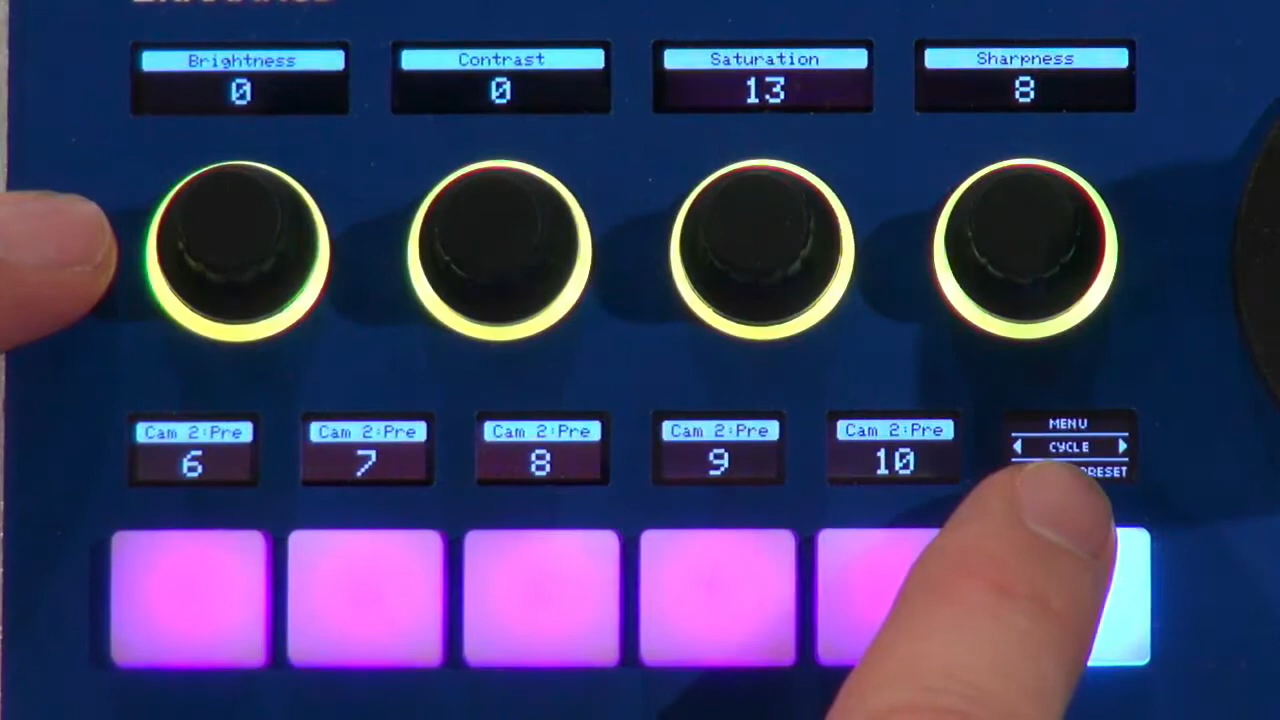 Brightness
0
Contrast
0
Saturation
13
Sharpness
8
Cam 2:Pre
6
Cam 2:Pre
7
Cam 2:Pre
8
Cam 2:Pre
9
Cam 2:Pre
10
MENU
CYCLE
PRESET